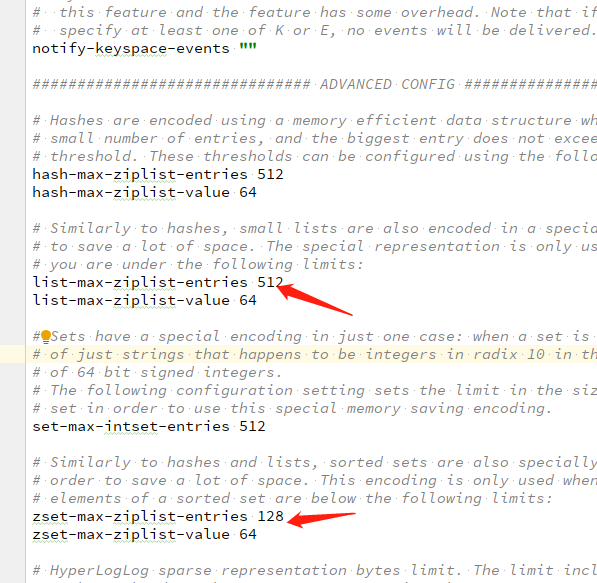 # this feature and the feature has some overhead. Note that if
# specify at least one of K or E, no events will be delivered.
notify-keyspace-events ""
############################### ADVANCED CONFIG ###############
# Hashes are encoded using a memory efficient data structure wh
# small number of entries, and the biggest entry does not excee
# threshold. These thresholds can be configured using the follo
hash-max-ziplist-entries 512
hash-max-ziplist-value 64
# Similarly to hashes, small lists are also encoded in a specia
# to save a lot of space. The special representation is only us
# you are under the following limits:
list-max-ziplist-entries 512
list-max-ziplist-value 64
# Sets have a special encoding in just one case: when a set is
# of just strings that happens to be integers in radix 10 in th
# of 64 bit signed integers.
# The following configuration setting sets the limit in the siz
# set in order to use this special memory saving encoding.
set-max-intset-entries 512
# Similarly to hashes and lists, sorted sets are also specially
# order to save a lot of space. This encoding is only used when
# elements of a sorted set are below the following limits:
zset-max-ziplist-entries 128
zset-max-ziplist-value 64
# HyperLogLog sparse representation bytes limit. The limit incl